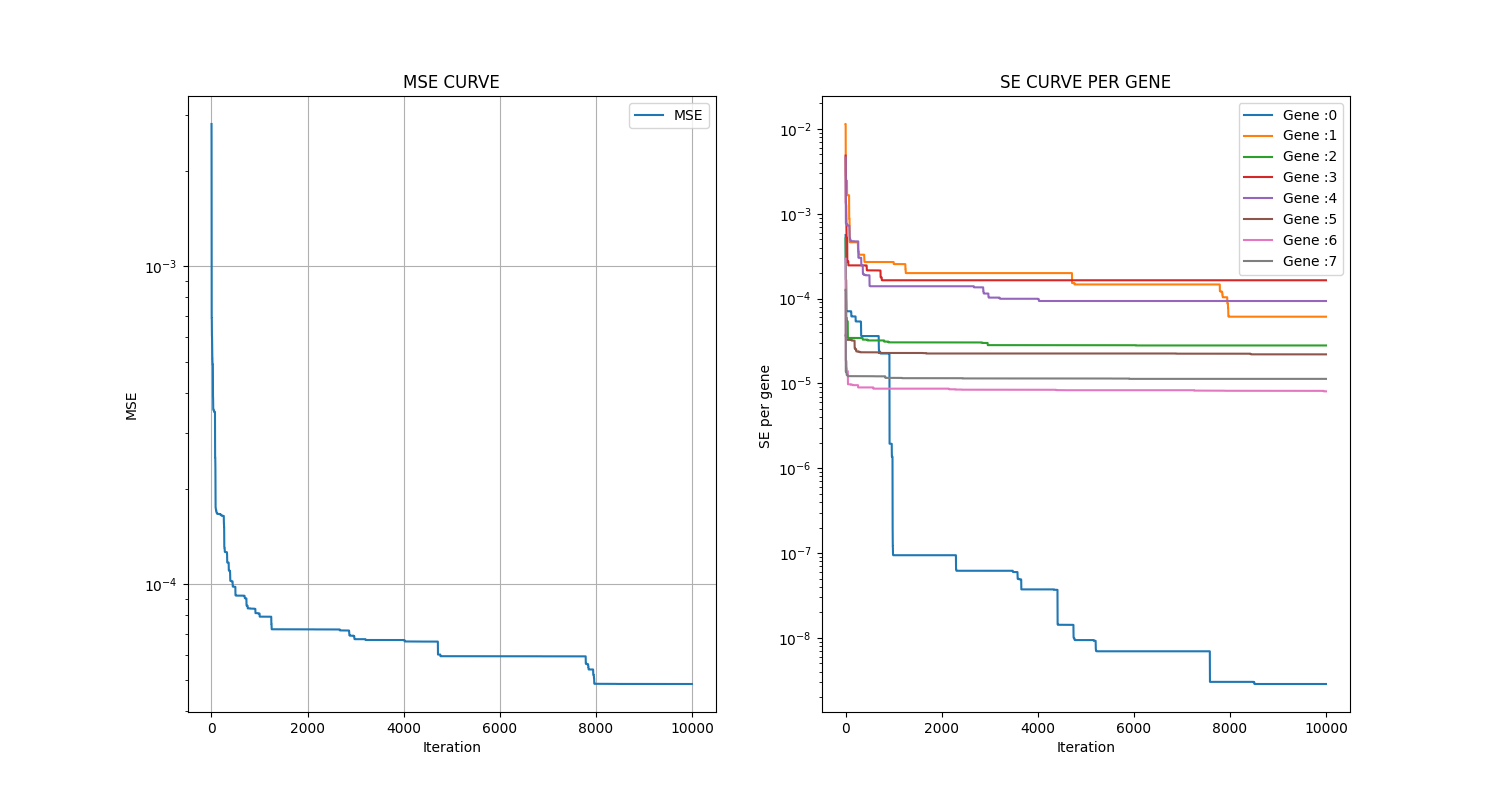 MSE CURVE
MSE
10⁻³
10⁻⁴
MSE
0 2000 4000 6000 8000 10000
Iteration
SE CURVE PER GENE
Gene :0
Gene :1
Gene :2
Gene :3
Gene :4
Gene :5
Gene :6
Gene :7
10⁻²
10⁻³
10⁻⁴
10⁻⁵
10⁻⁶
10⁻⁷
10⁻⁸
SE per gene
0 2000 4000 6000 8000 10000
Iteration